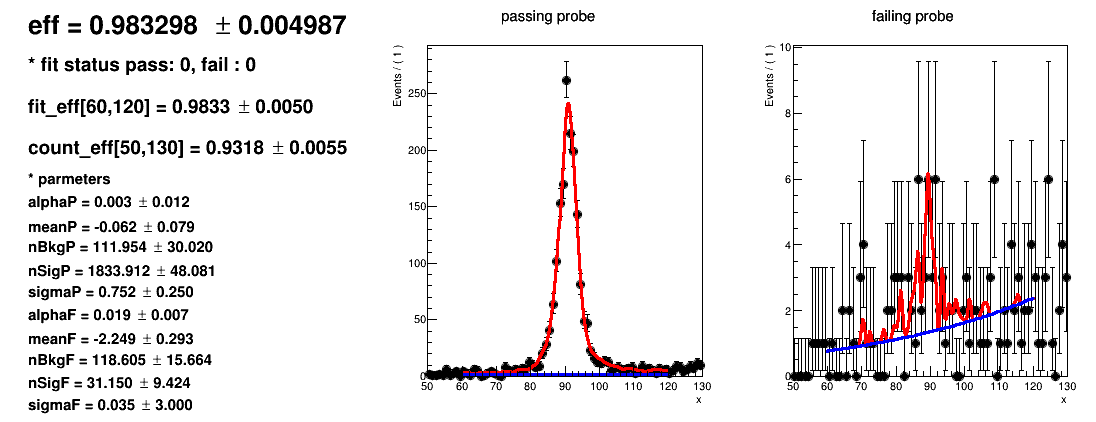 eff = 0.983298 ± 0.004987
* fit status pass: 0, fail : 0
fit_eff[60,120] = 0.9833 ± 0.0050
count_eff[50,130] = 0.9318 ± 0.0055
* parmeters
alphaP = 0.003 ± 0.012
meanP = -0.062 ± 0.079
nBkgP = 111.954 ± 30.020
nSigP = 1833.912 ± 48.081
sigmaP = 0.752 ± 0.250
alphaF = 0.019 ± 0.007
meanF = -2.249 ± 0.293
nBkgF = 118.605 ± 15.664
nSigF = 31.150 ± 9.424
sigmaF = 0.035 ± 3.000
passing probe
Events / ( 1 )
250
200
150
100
50
0
50 60 70 80 90 100 110 120 130
x
failing probe
Events / ( 1 )
10
8
6
4
2
0
50 60 70 80 90 100 110 120 130
x